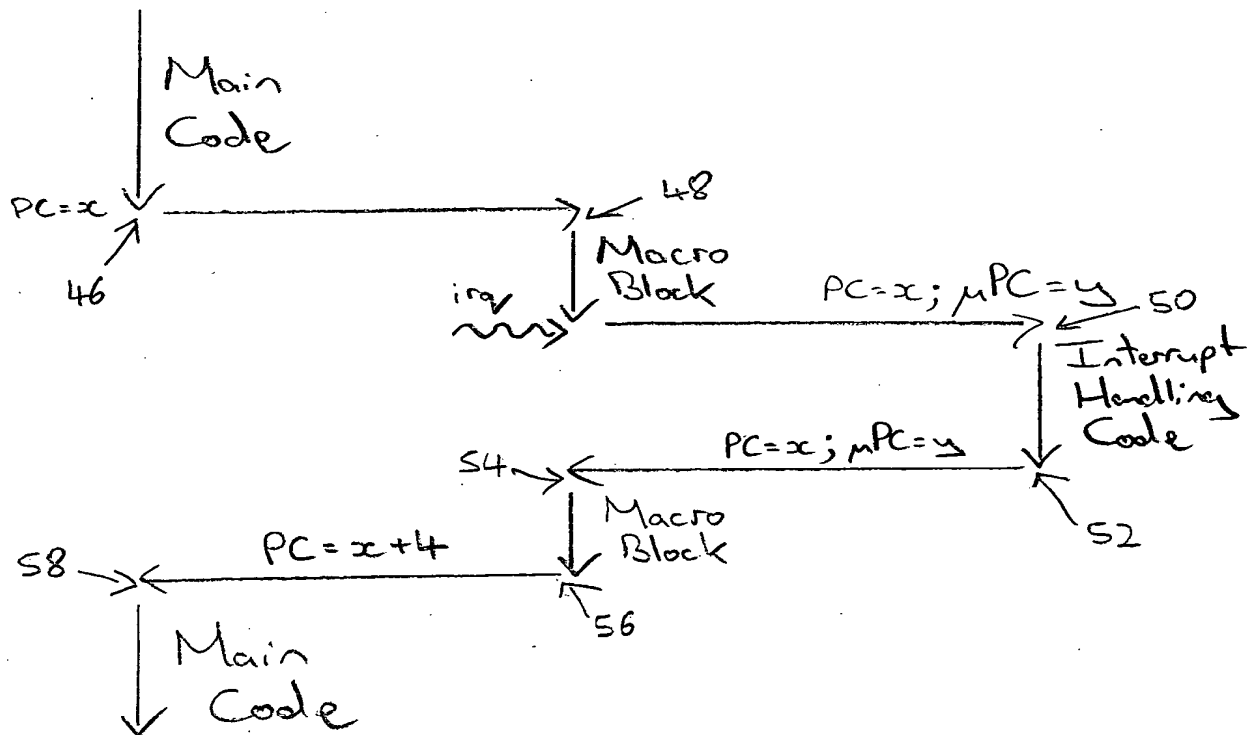 Main
Code
PC=x
46
48
Macro
Block
irq
PC=x; μPC=y
50
Interrupt
Handling
Code
PC=x; μPC=y
54
52
Macro
Block
PC=x+4
58
56
Main
Code